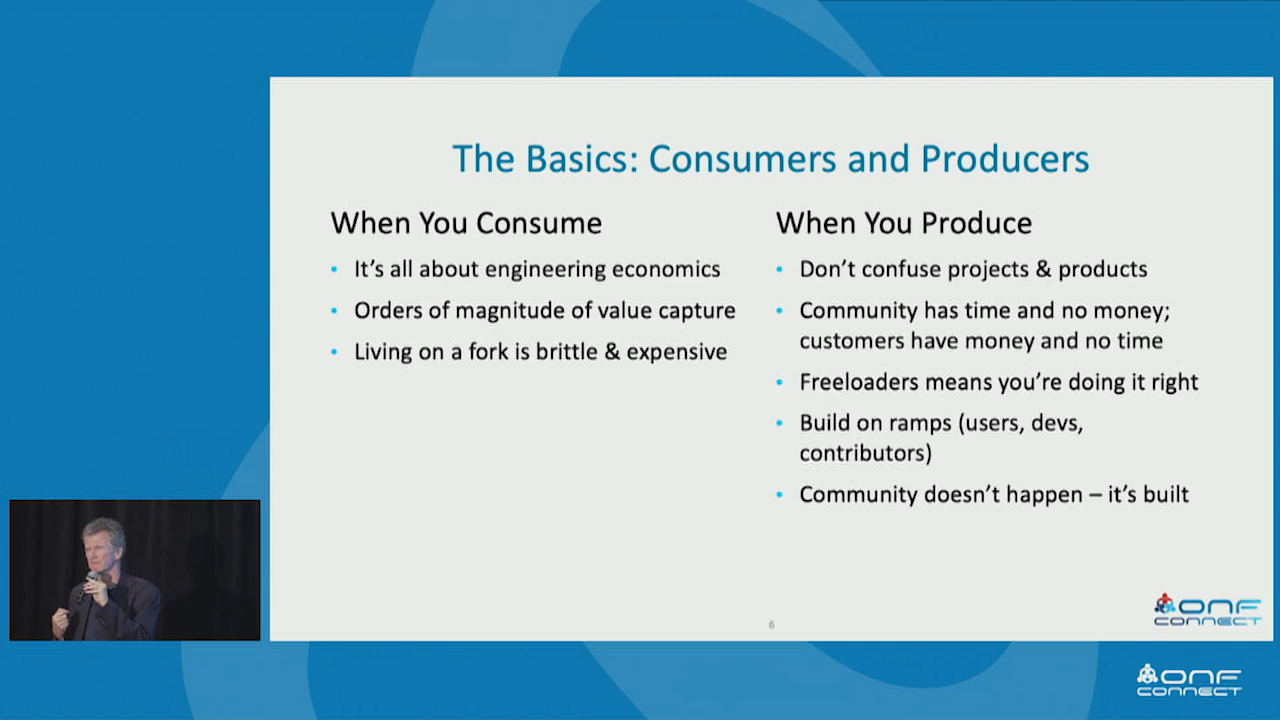 The Basics: Consumers and Producers
When You Consume
• It's all about engineering economics
• Orders of magnitude of value capture
• Living on a fork is brittle & expensive
When You Produce
• Don't confuse projects & products
• Community has time and no money;
customers have money and no time
• Freeloaders means you're doing it right
• Build on ramps (users, devs,
contributors)
• Community doesn't happen – it's built
6
ONF
CONNECT
ONF
CONNECT